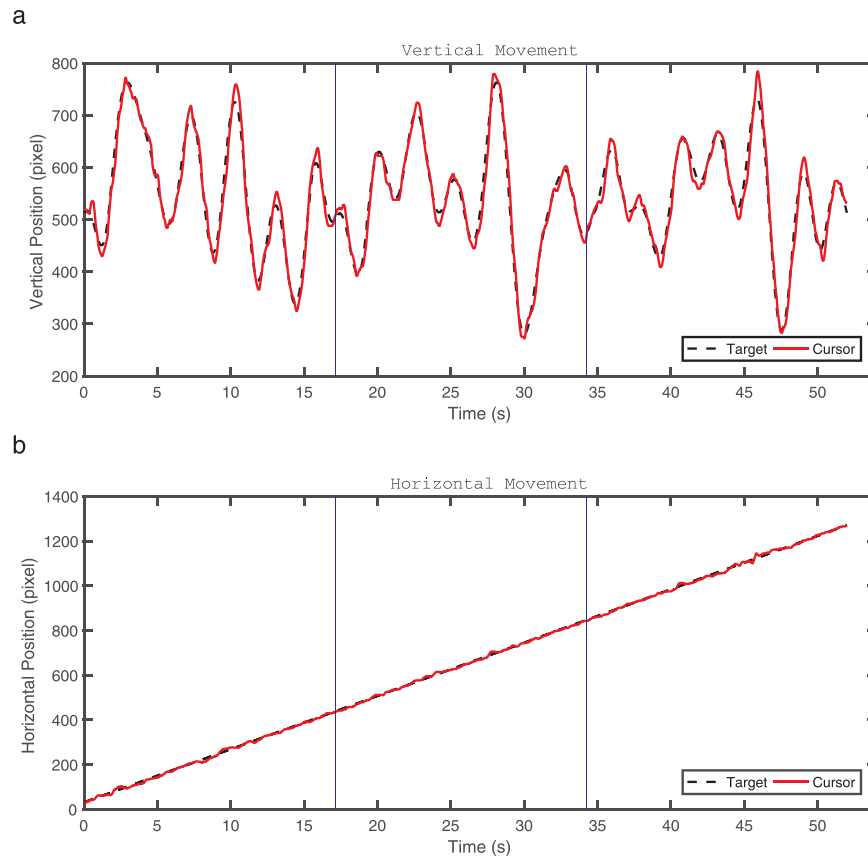 a
Vertical Movement
800
700
600
500
400
300
200
Vertical Position (pixel)
0 5 10 15 20 25 30 35 40 45 50
Time (s)
Target Cursor
b
Horizontal Movement
1400
1200
1000
800
600
400
200
0
Horizontal Position (pixel)
0 5 10 15 20 25 30 35 40 45 50
Time (s)
Target Cursor